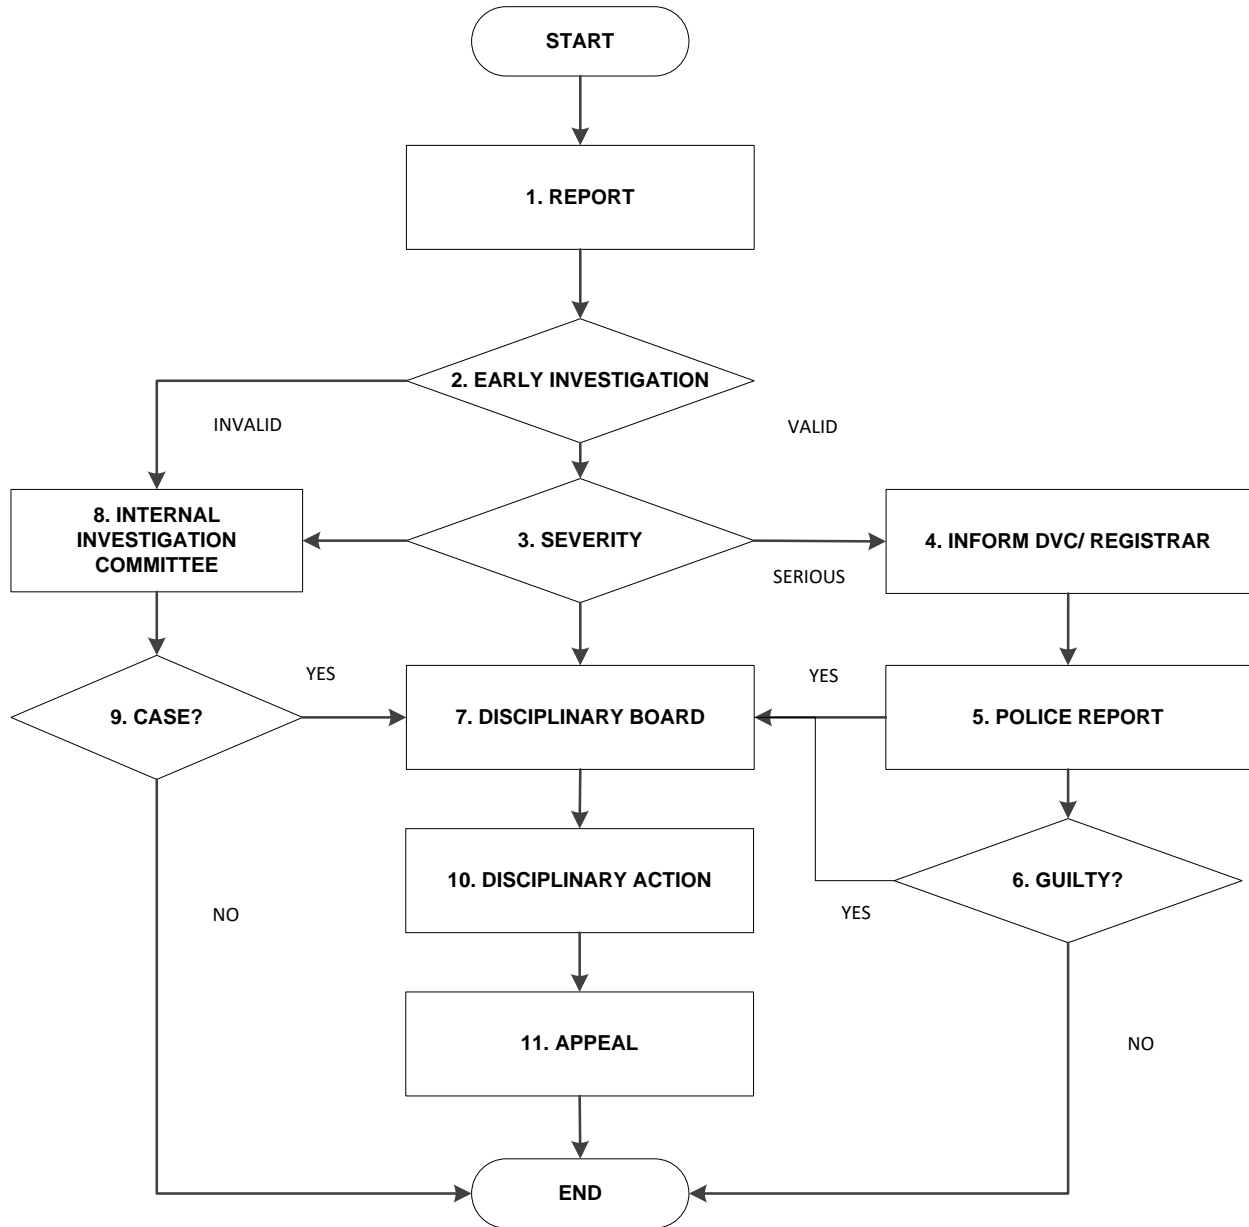 START
1. REPORT
2. EARLY INVESTIGATION
INVALID
VALID
8. INTERNAL
INVESTIGATION
COMMITTEE
3. SEVERITY
4. INFORM DVC/ REGISTRAR
SERIOUS
YES
YES
9. CASE?
7. DISCIPLINARY BOARD
5. POLICE REPORT
10. DISCIPLINARY ACTION
6. GUILTY?
NO
YES
11. APPEAL
NO
END